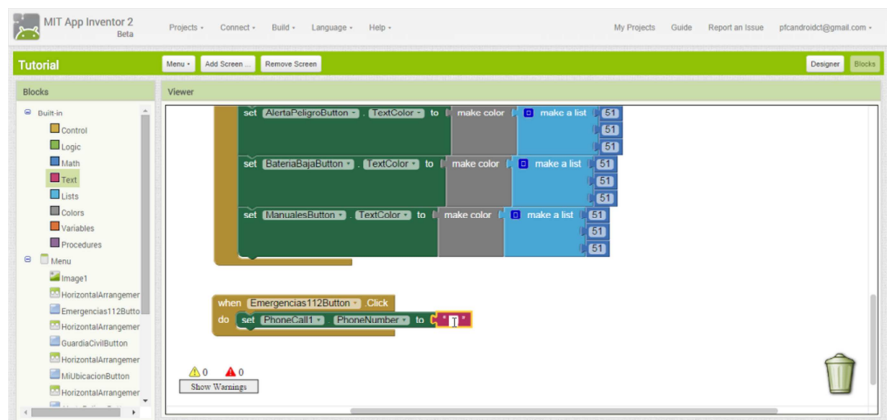 MIT App Inventor 2
Beta
Projects Connect Build Language Help My Projects Guide Report an Issue pfcandroidct@gmail.com
Tutorial Menu Add Screen ... Remove Screen Designer Blocks
Blocks Viewer
Built-in
Control
Logic
Math
Text
Lists
Colors
Variables
Procedures
Menu
Image1
HorizontalArrangemer
Emergencias112Butto
HorizontalArrangemer
GuardiaCivilButton
HorizontalArrangemer
MiUbicacionButton
HorizontalArrangemer
set AlertaPeligroButton . TextColor to make color make a list 51
51
51
set BateriaBajaButton . TextColor to make color make a list 51
51
51
set ManualesButton . TextColor to make color make a list 51
51
51
when Emergencias112Button .Click
do set PhoneCall1 . PhoneNumber to " "
0 0
Show Warnings